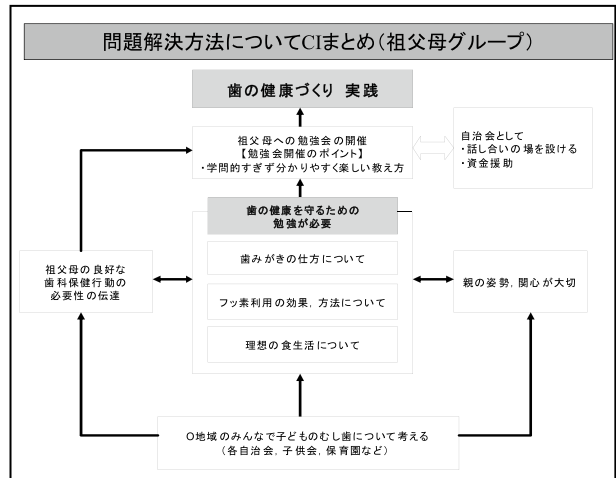 問題解決方法についてCIまとめ（祖父母グループ）
歯の健康づくり 実践
祖父母への勉強会の開催
【勉強会開催のポイント】
・学問的すぎず分かりやすく楽しい教え方
自治会として
・話し合いの場を設ける
・資金援助
歯の健康を守るための
勉強が必要
歯みがきの仕方について
フッ素利用の効果，方法について
理想の食生活について
祖父母の良好な
歯科保健行動の
必要性の伝達
親の姿勢，関心が大切
O地域のみんなで子どものむし歯について考える
（各自治会，子供会，保育園など）